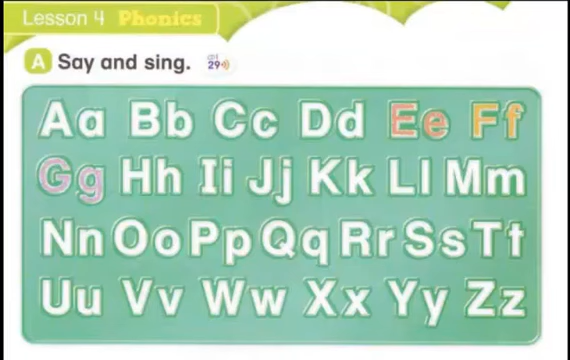 Lesson 4 Phonics
A Say and sing. 29
Aa Bb Cc Dd Ee Ff
Gg Hh Ii Jj Kk Ll Mm
Nn Oo Pp Qq Rr Ss Tt
Uu Vv Ww Xx Yy Zz